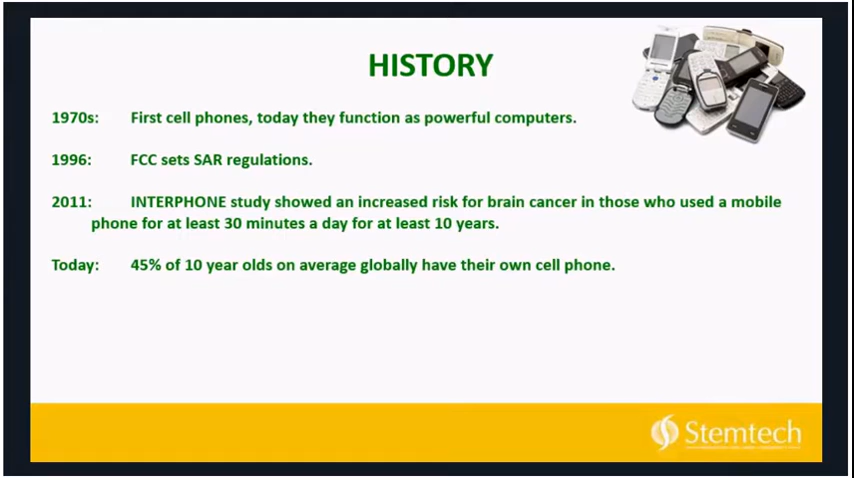 HISTORY
1970s: First cell phones, today they function as powerful computers.
1996: FCC sets SAR regulations.
2011: INTERPHONE study showed an increased risk for brain cancer in those who used a mobile
phone for at least 30 minutes a day for at least 10 years.
Today: 45% of 10 year olds on average globally have their own cell phone.
Stemtech